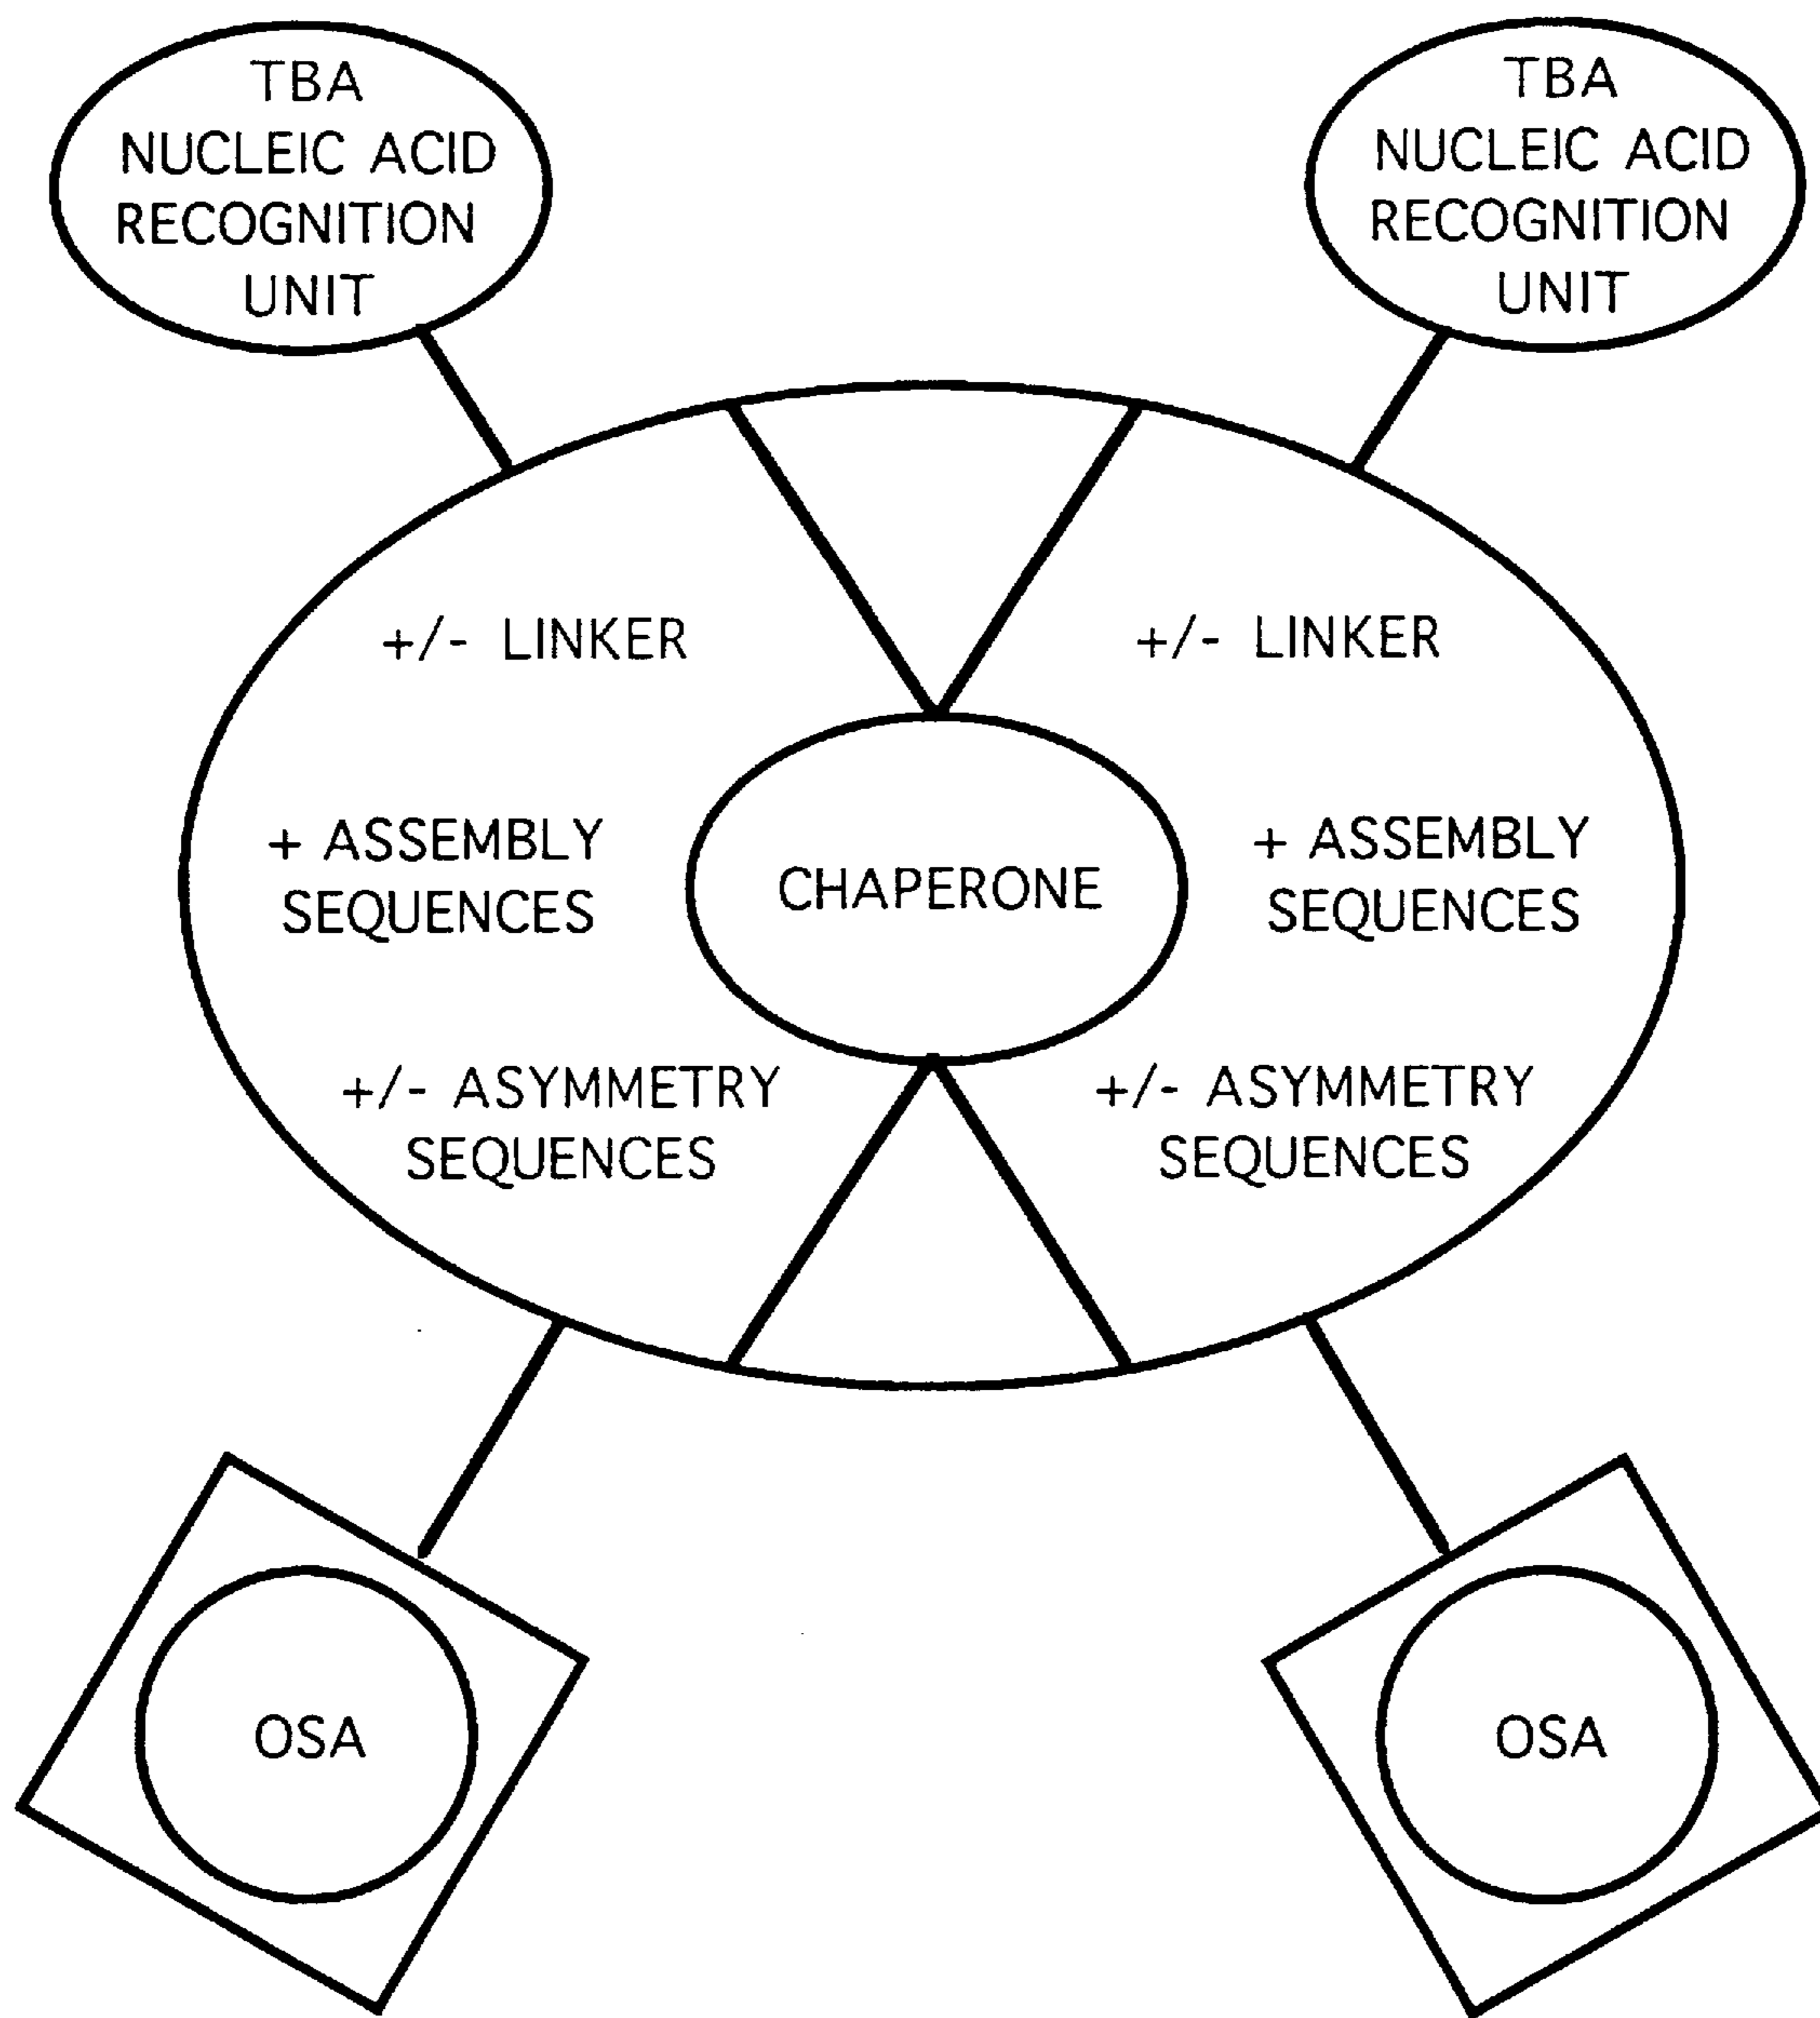 TBA
NUCLEIC ACID
RECOGNITION
UNIT
TBA
NUCLEIC ACID
RECOGNITION
UNIT
+/- LINKER
+/- LINKER
+ ASSEMBLY
SEQUENCES
CHAPERONE
+ ASSEMBLY
SEQUENCES
+/- ASYMMETRY
SEQUENCES
+/- ASYMMETRY
SEQUENCES
OSA
OSA